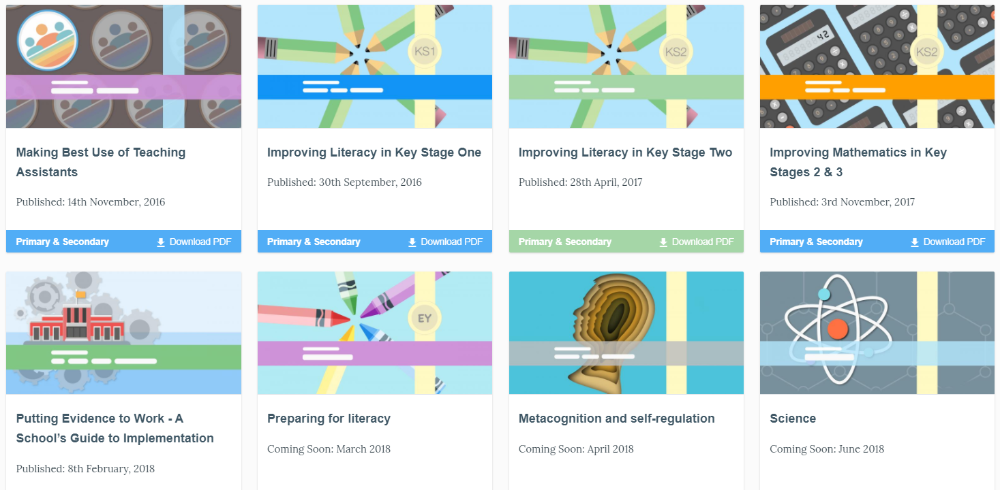 KS1
KS2
42
KS2
Making Best Use of Teaching
Assistants
Published: 14th November, 2016
Primary & Secondary
Download PDF
Improving Literacy in Key Stage One
Published: 30th September, 2016
Primary & Secondary
Download PDF
Improving Literacy in Key Stage Two
Published: 28th April, 2017
Primary & Secondary
Download PDF
Improving Mathematics in Key
Stages 2 & 3
Published: 3rd November, 2017
Primary & Secondary
Download PDF
EY
Putting Evidence to Work - A
School’s Guide to Implementation
Published: 8th February, 2018
Preparing for literacy
Coming Soon: March 2018
Metacognition and self-regulation
Coming Soon: April 2018
Science
Coming Soon: June 2018